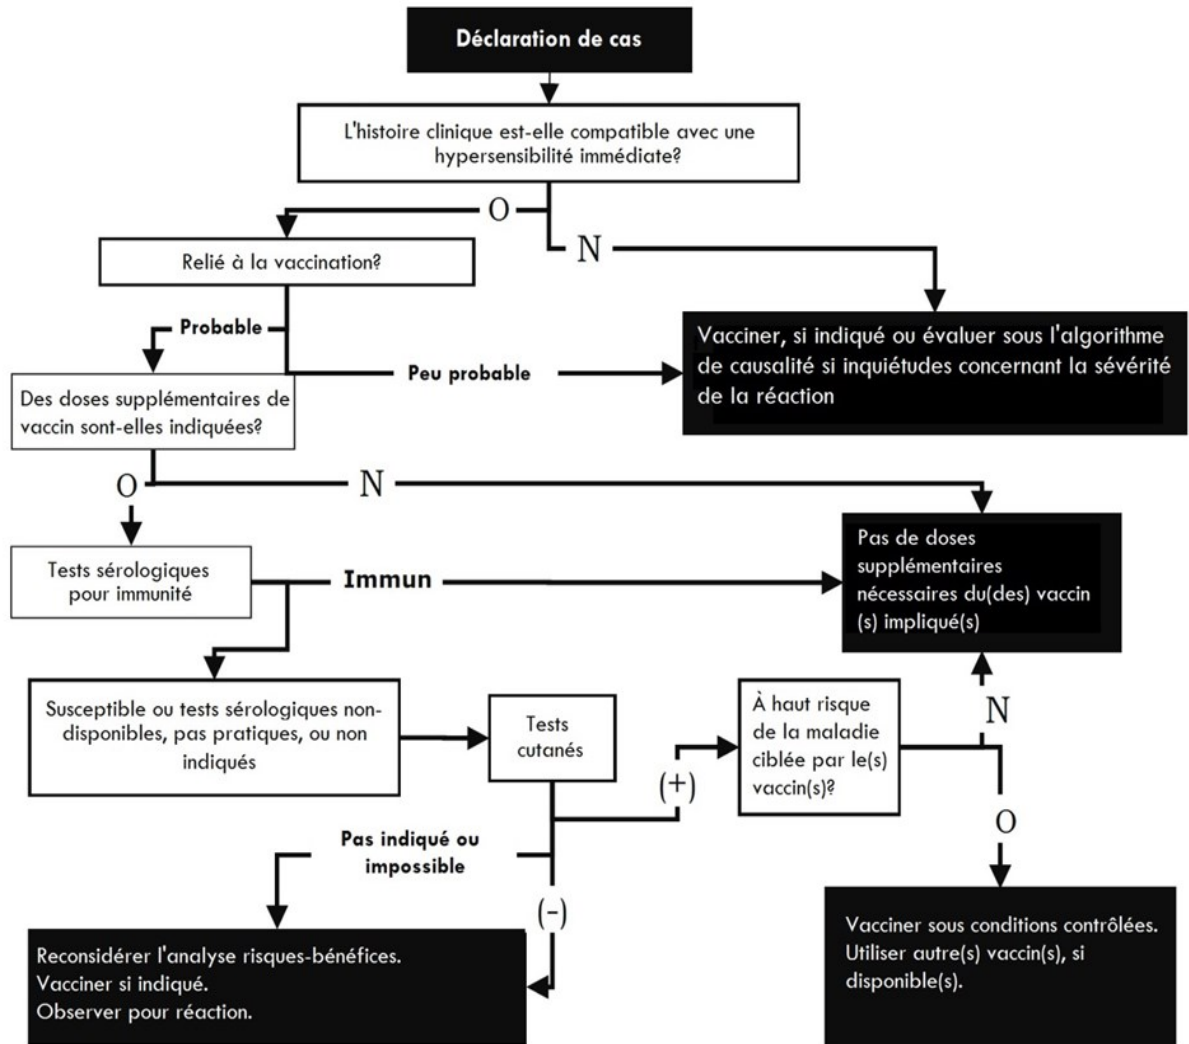 Déclaration de cas
L'histoire clinique est-elle compatible avec une
hypersensibilité immédiate?
O
N
Relié à la vaccination?
Probable
Peu probable
Vacciner, si indiqué ou évaluer sous l'algorithme
de causalité si inquiétudes concernant la sévérité
de la réaction
Des doses supplémentaires de
vaccin sont-elles indiquées?
O
N
Tests sérologiques
pour immunité
Immun
Pas de doses
supplémentaires
nécessaires du(des) vaccin
(s) impliqué(s)
Susceptible ou tests sérologiques non-
disponibles, pas pratiques, ou non
indiqués
Tests
cutanés
(+)
À haut risque
de la maladie
ciblée par le(s)
vaccin(s)?
N
O
Pas indiqué ou
impossible
(-)
Reconsidérer l'analyse risques-bénéfices.
Vacciner si indiqué.
Observer pour réaction.
Vacciner sous conditions contrôlées.
Utiliser autre(s) vaccin(s), si
disponible(s).